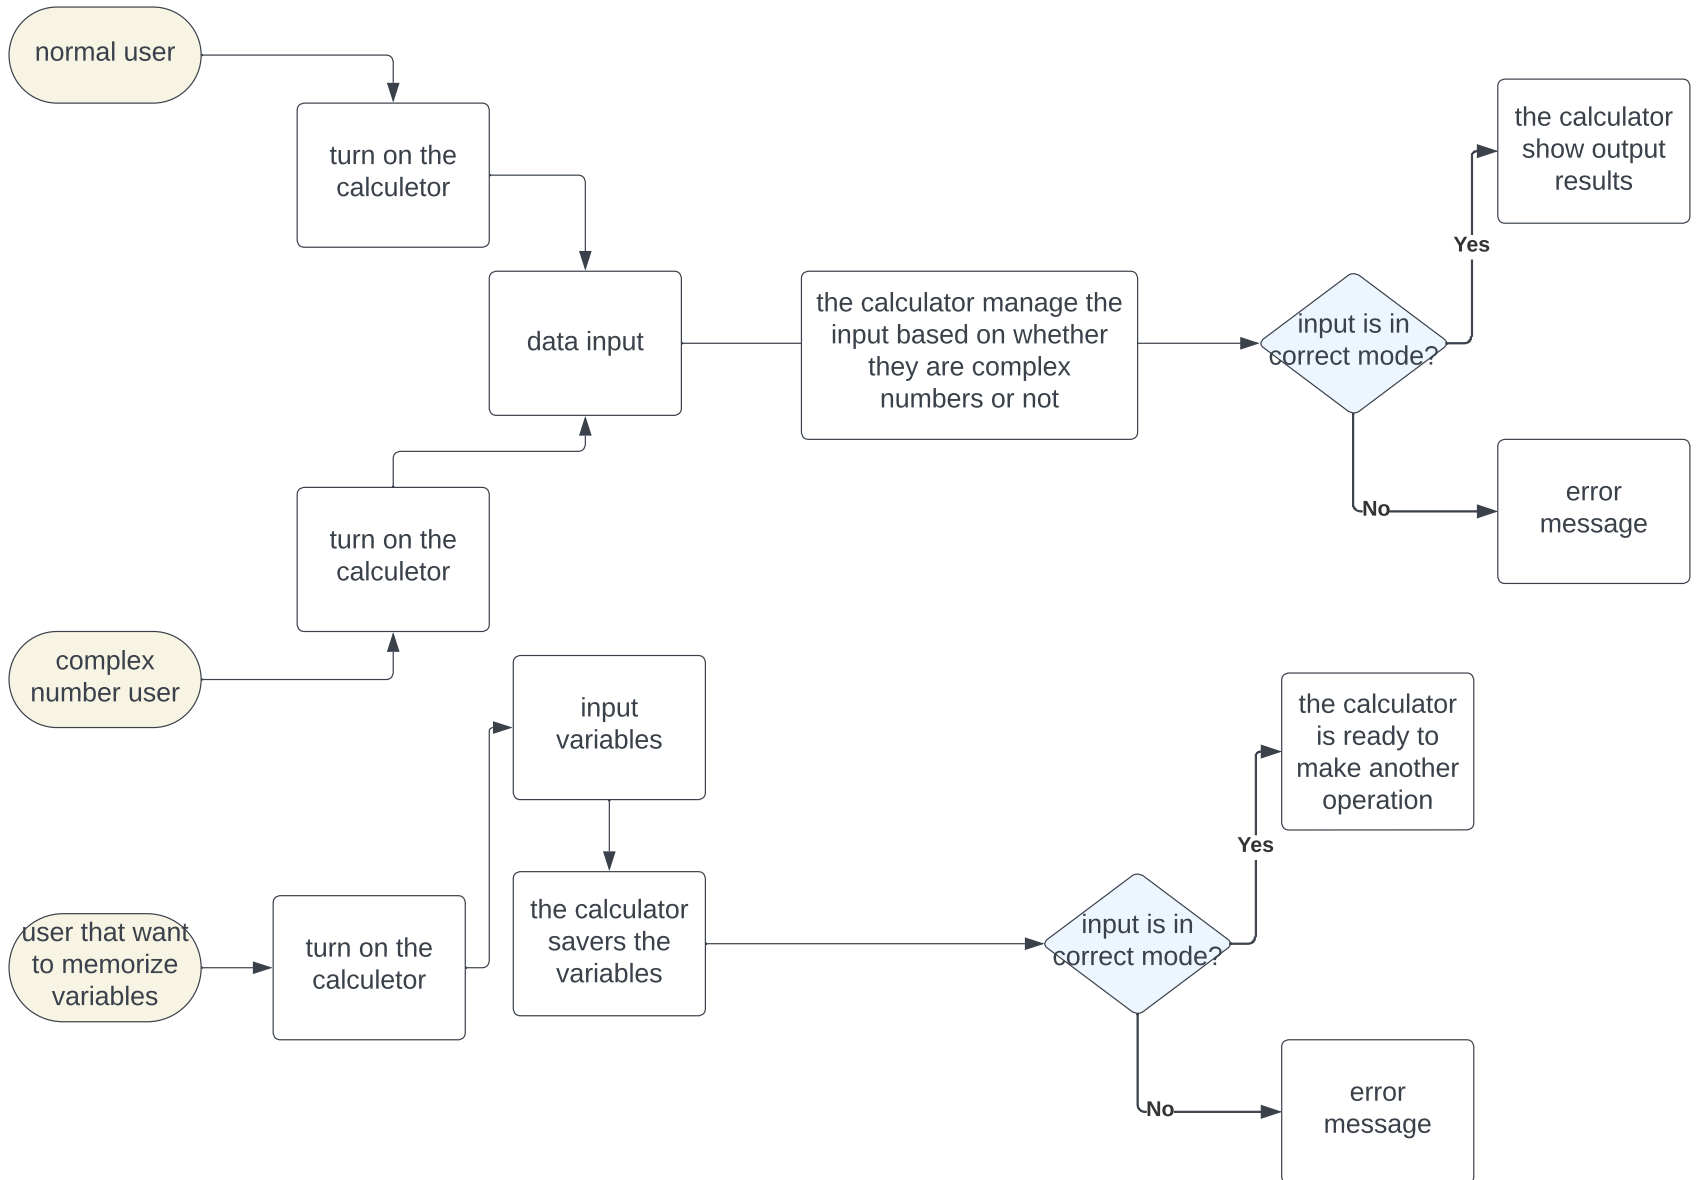 normal user
turn on the
calculetor
data input
the calculator manage the
input based on whether
they are complex
numbers or not
input is in
correct mode?
Yes
the calculator
show output
results
No
error
message
complex
number user
turn on the
calculetor
user that want
to memorize
variables
turn on the
calculetor
input
variables
the calculator
savers the
variables
input is in
correct mode?
Yes
the calculator
is ready to
make another
operation
No
error
message